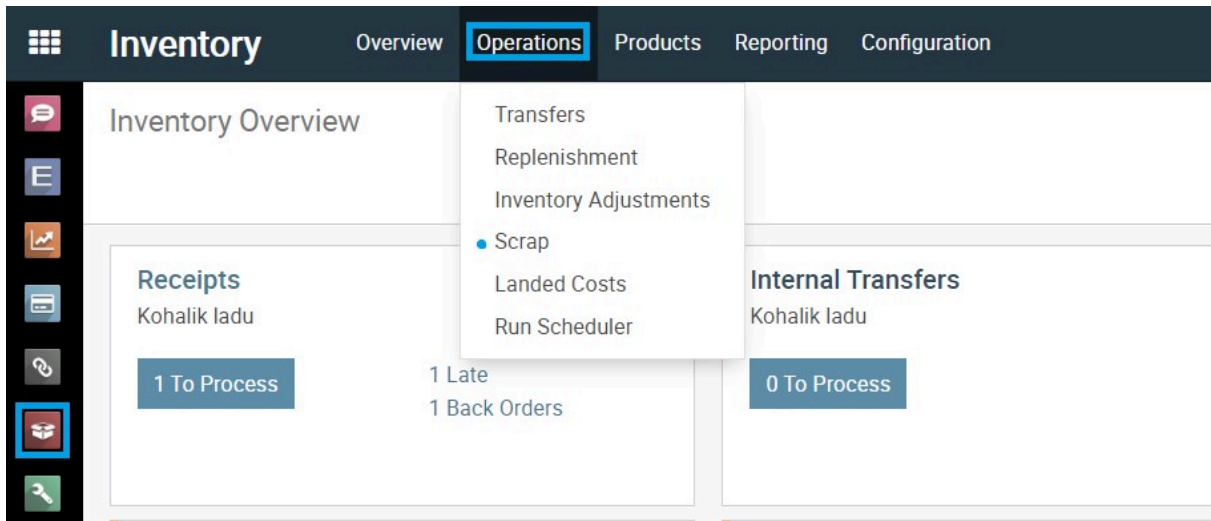 Inventory Overview Operations Products Reporting Configuration
Inventory Overview
Transfers
Replenishment
Inventory Adjustments
Scrap
Landed Costs
Run Scheduler
E
Receipts
Kohalik ladu
1 To Process
1 Late
1 Back Orders
Internal Transfers
Kohalik ladu
0 To Process